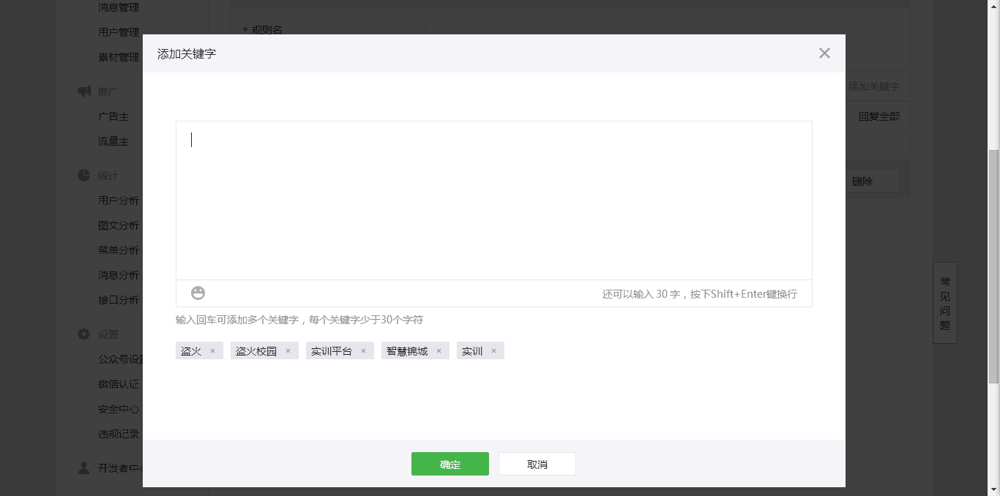 消息管理
用户管理
素材管理
推广
广告主
流量主
统计
用户分析
图文分析
菜单分析
消息分析
接口分析
设置
公众号设置
微信认证
安全中心
违规记录
开发者中心
规则名
添加关键字
回复全部
删除
添加关键字
还可以输入 30 字，按下Shift+Enter键换行
输入回车可添加多个关键字，每个关键字少于30个字符
盗火 × 盗火校园 × 实训平台 × 智慧锦城 × 实训 ×
确定 取消
常见问题